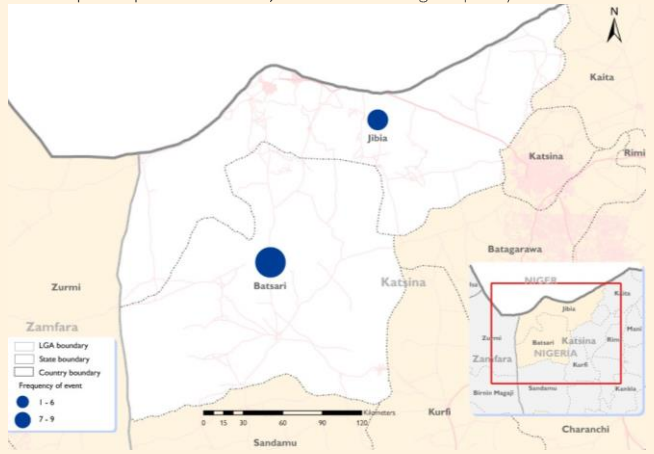 N
Kaita
Jibia
Katsina
Rimi
Batagarawa
Zurmi
Batsari
Katsina
Zamfara
LGA boundary
State boundary
Country boundary
Frequency of event
1 - 6
7 - 9
Kilometers
0 15 30 60 90 120
Sandamu
Kurfi
Charanchi
NIGER
Kaita
Jibia
Zurmi
Batsari
Katsina
Rimi
Mani
Zamfara
NIGERIA
Kurfi
Birnin Magaji
Sandamu